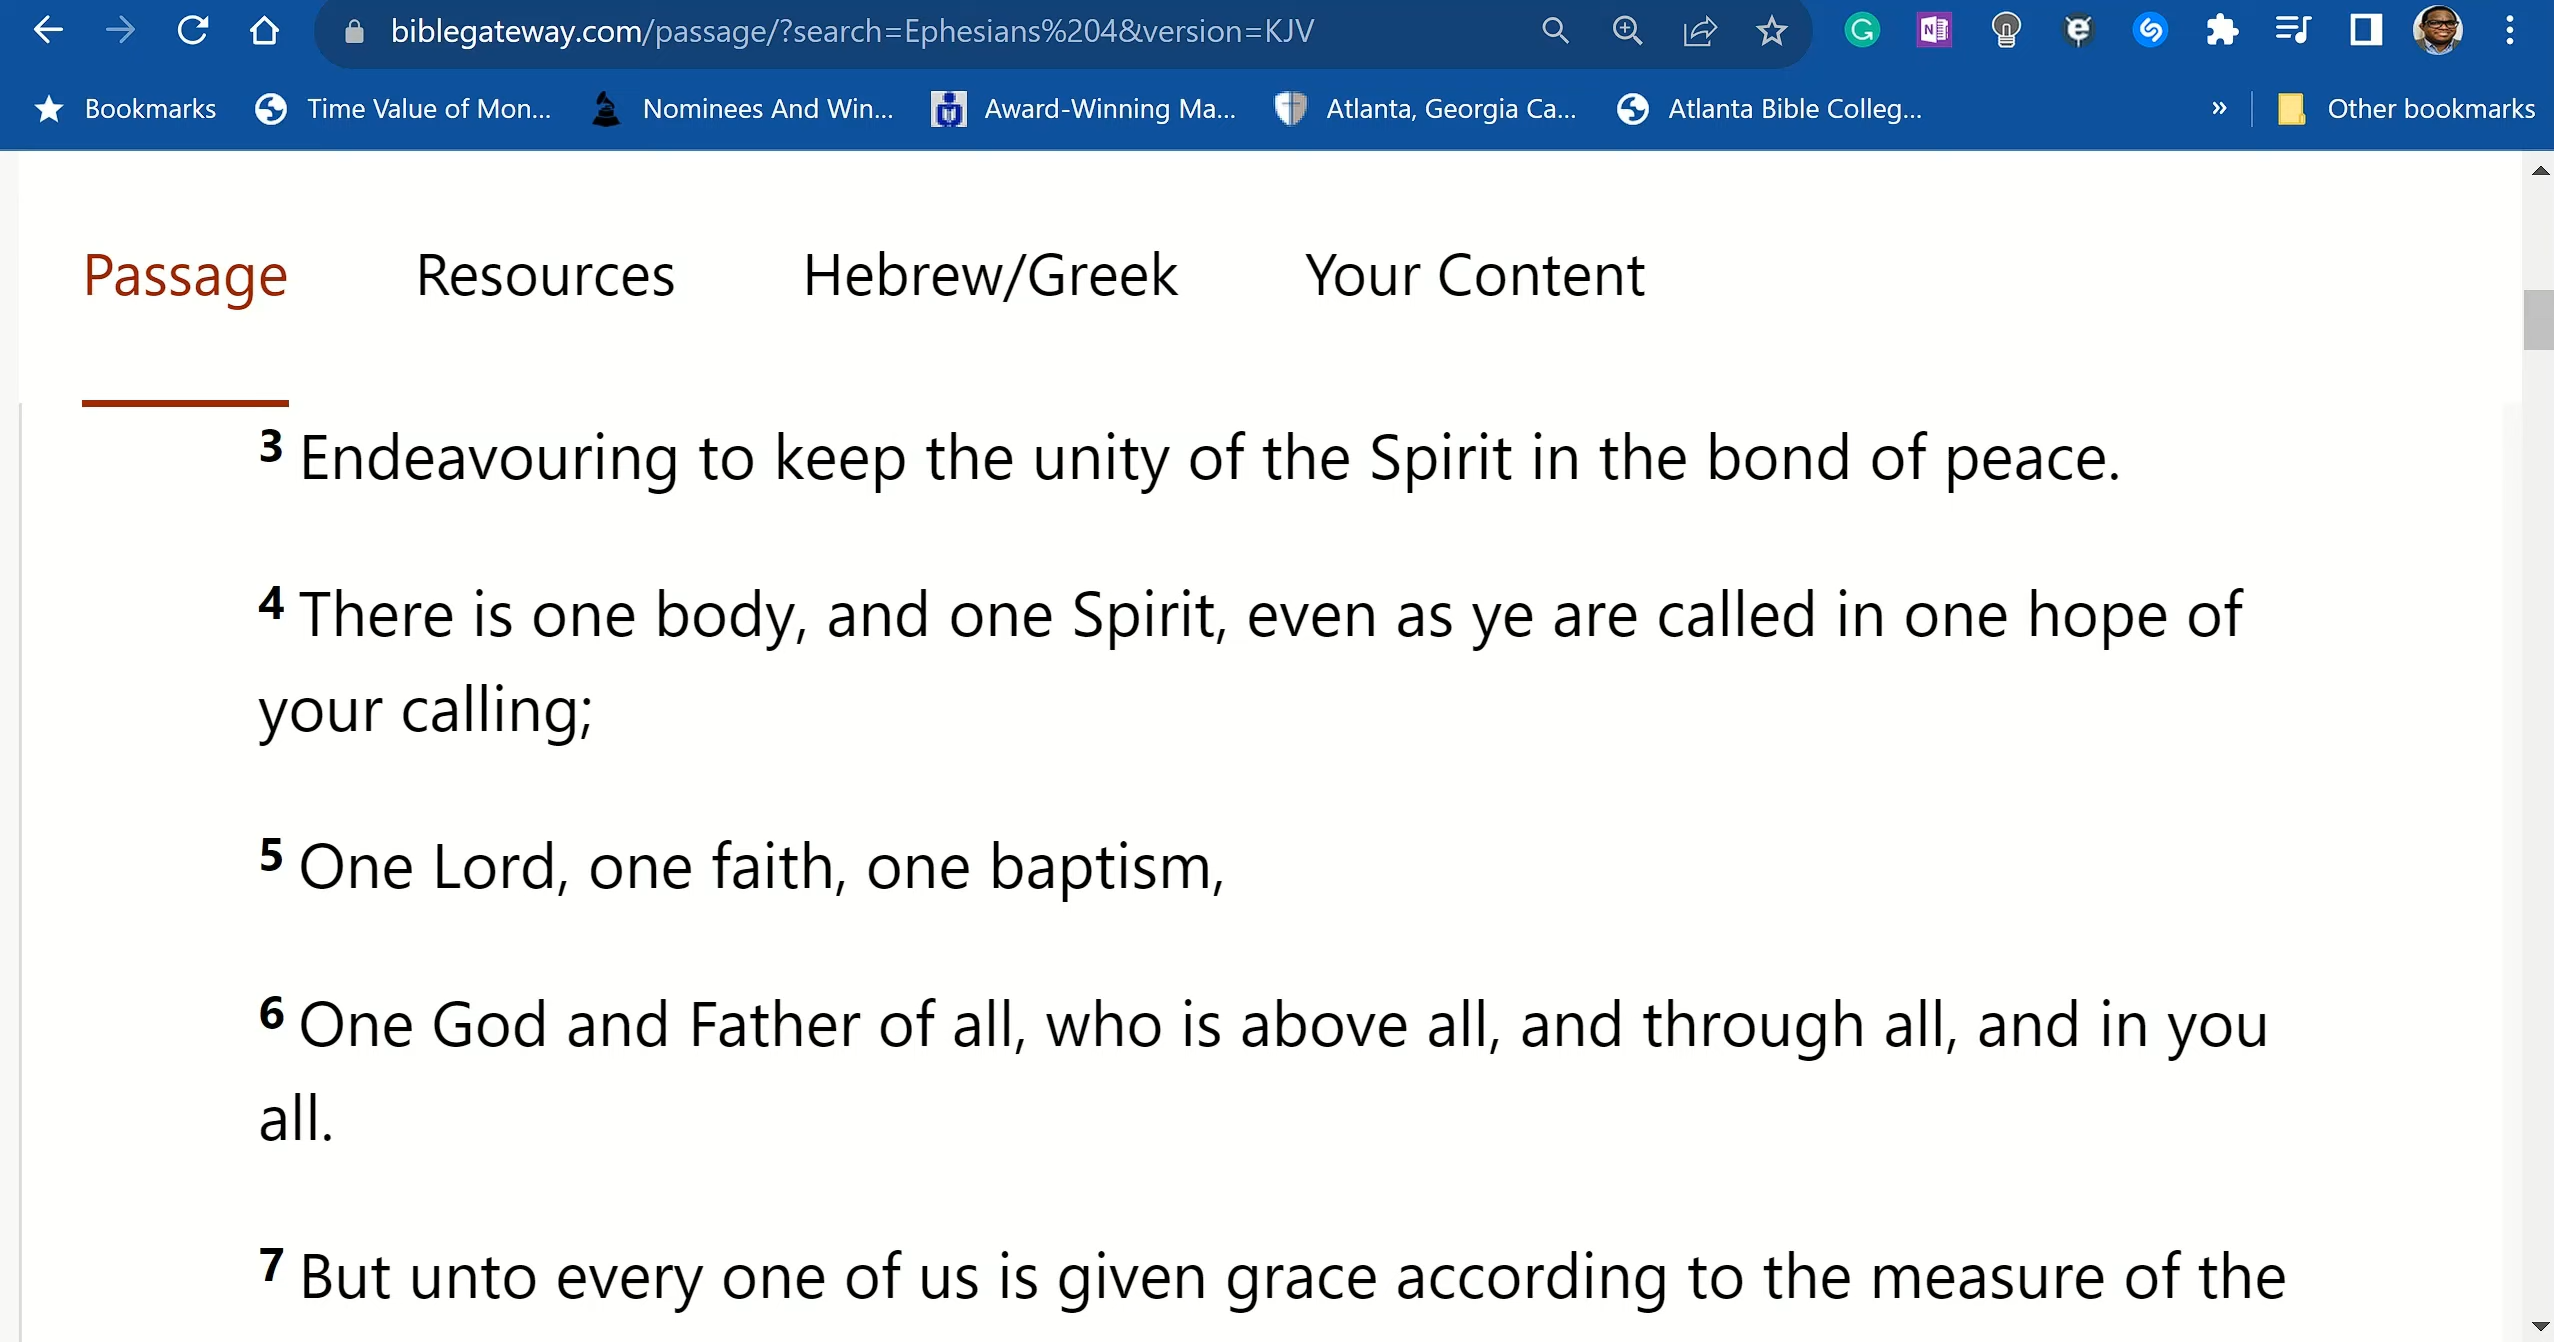 biblegateway.com/passage/?search=Ephesians%204&version=KJV
Bookmarks Time Value of Mon... Nominees And Win... Award-Winning Ma... Atlanta, Georgia Ca... Atlanta Bible Colleg... » Other bookmarks
Passage Resources Hebrew/Greek Your Content
3 Endeavouring to keep the unity of the Spirit in the bond of peace.
4 There is one body, and one Spirit, even as ye are called in one hope of
your calling;
5 One Lord, one faith, one baptism,
6 One God and Father of all, who is above all, and through all, and in you
all.
7 But unto every one of us is given grace according to the measure of the